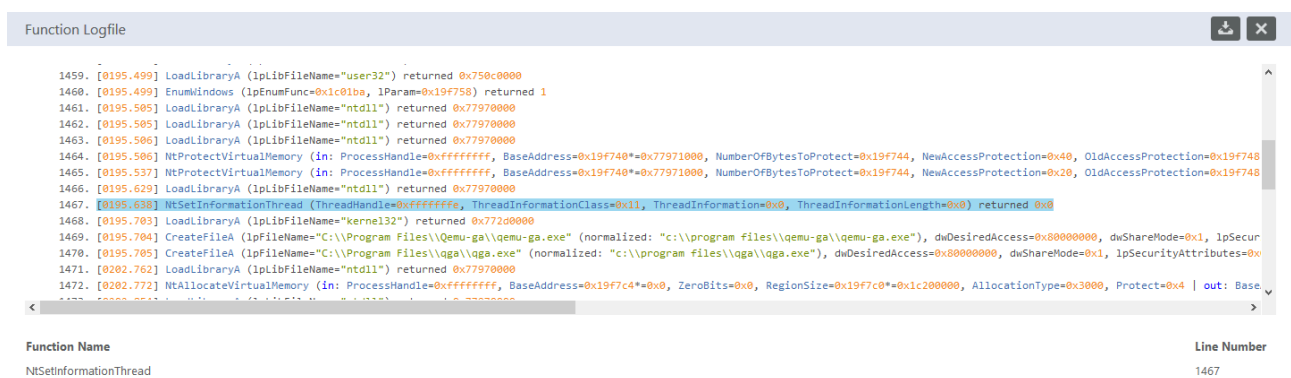 Function Logfile
1459. [0195.499] LoadLibraryA (lpLibFileName="user32") returned 0x750c0000
1460. [0195.499] EnumWindows (lpEnumFunc=0x1c01ba, lParam=0x19f758) returned 1
1461. [0195.505] LoadLibraryA (lpLibFileName="ntdll") returned 0x77970000
1462. [0195.505] LoadLibraryA (lpLibFileName="ntdll") returned 0x77970000
1463. [0195.506] LoadLibraryA (lpLibFileName="ntdll") returned 0x77970000
1464. [0195.506] NtProtectVirtualMemory (in: ProcessHandle=0xffffffff, BaseAddress=0x19f740*=0x77971000, NumberOfBytesToProtect=0x19f744, NewAccessProtection=0x40, OldAccessProtection=0x19f748
1465. [0195.537] NtProtectVirtualMemory (in: ProcessHandle=0xffffffff, BaseAddress=0x19f740*=0x77971000, NumberOfBytesToProtect=0x19f744, NewAccessProtection=0x20, OldAccessProtection=0x19f748
1466. [0195.629] LoadLibraryA (lpLibFileName="ntdll") returned 0x77970000
1467. [0195.638] NtSetInformationThread (ThreadHandle=0xfffffffe, ThreadInformationClass=0x11, ThreadInformation=0x0, ThreadInformationLength=0x0) returned 0x0
1468. [0195.703] LoadLibraryA (lpLibFileName="kernel32") returned 0x772d0000
1469. [0195.704] CreateFileA (lpFileName="C:\\Program Files\\Qemu-ga\\qemu-ga.exe" (normalized: "c:\\program files\\qemu-ga\\qemu-ga.exe"), dwDesiredAccess=0x80000000, dwShareMode=0x1, lpSecur
1470. [0195.705] CreateFileA (lpFileName="C:\\Program Files\\qga\\qga.exe" (normalized: "c:\\program files\\qga\\qga.exe"), dwDesiredAccess=0x80000000, dwShareMode=0x1, lpSecurityAttributes=0x
1471. [0202.762] LoadLibraryA (lpLibFileName="ntdll") returned 0x77970000
1472. [0202.772] NtAllocateVirtualMemory (in: ProcessHandle=0xffffffff, BaseAddress=0x19f7c4*=0x0, ZeroBits=0x0, RegionSize=0x19f7c0*=0x1c200000, AllocationType=0x3000, Protect=0x4 | out: Base
Function Name
Line Number
NtSetInformationThread
1467